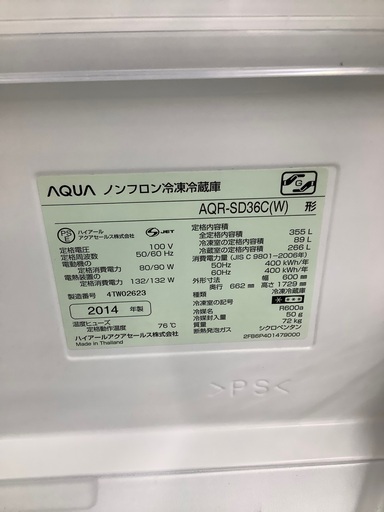 AQUA ノンフロン冷凍冷蔵庫
AQR-SD36C(W) 形
PS
E
ハイアール
アクアセールス株式会社
JET
定格電圧 100 V
定格周波数 50/60 Hz
電動機の
定格消費電力 80/90 W
電熱装置の
定格消費電力 132/132 W
製造番号 4TW02623
2014 年製
温度ヒューズ
定格動作温度 76℃
ハイアールアクアセールス株式会社
Made in Thailand
定格内容積
全定格内容積 355 L
冷凍室の定格内容積 89 L
冷蔵室の定格内容積 266 L
消費電力量(JIS C 9801-2006年)
50Hz 400 kWh/年
60Hz 400 kWh/年
外形寸法 幅 600 mm
奥行 662 mm 高さ 1729 mm
種類 冷凍冷蔵庫
冷凍室の記号
冷媒 R600a
冷媒封入量 50 g
質量 72 kg
断熱発泡ガス シクロペンタン
2FB6P401479000
>PS<